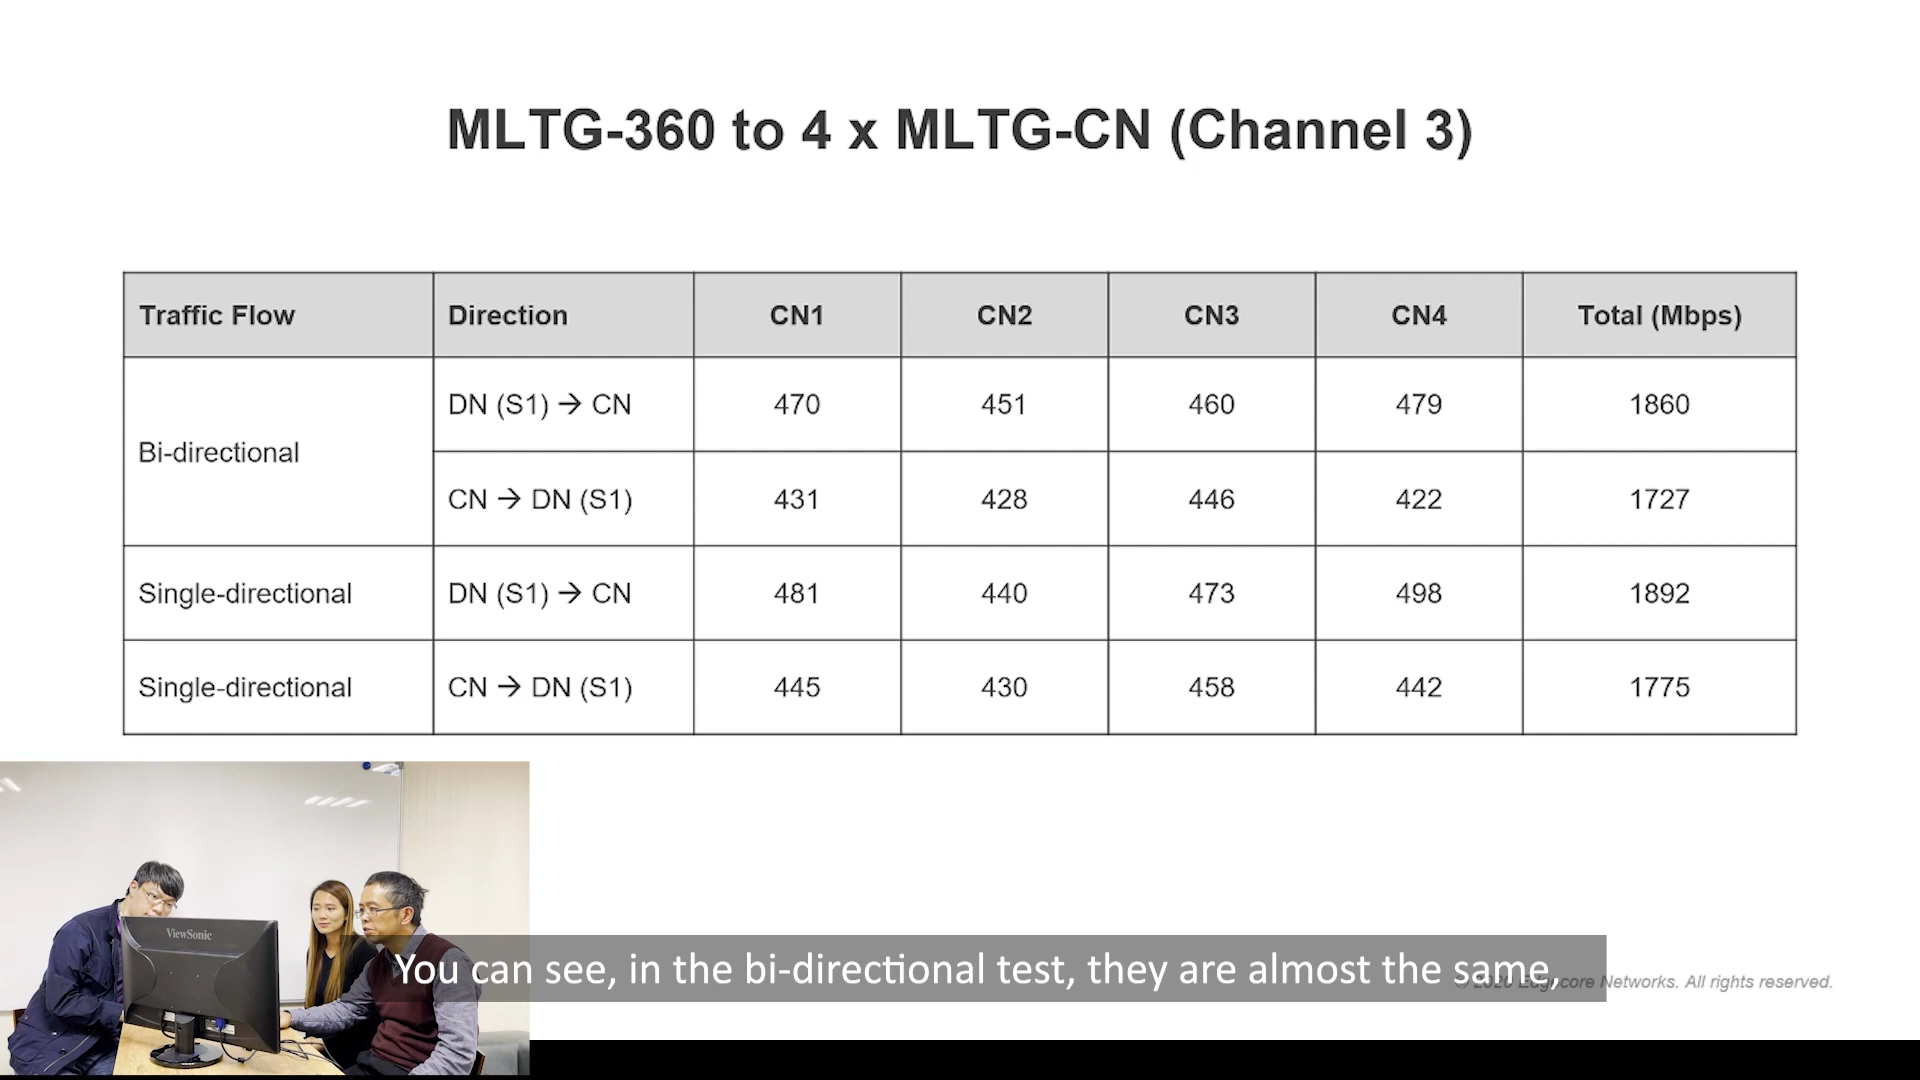 MLTG-360 to 4 x MLTG-CN (Channel 3)
Traffic Flow Direction CN1 CN2 CN3 CN4 Total (Mbps)
Bi-directional
DN (S1) → CN 470 451 460 479 1860
CN → DN (S1) 431 428 446 422 1727
Single-directional DN (S1) → CN 481 440 473 498 1892
Single-directional CN → DN (S1) 445 430 458 442 1775
ViewSonic
You can see, in the bi-directional test, they are almost the same,
Networks. All rights reserved.